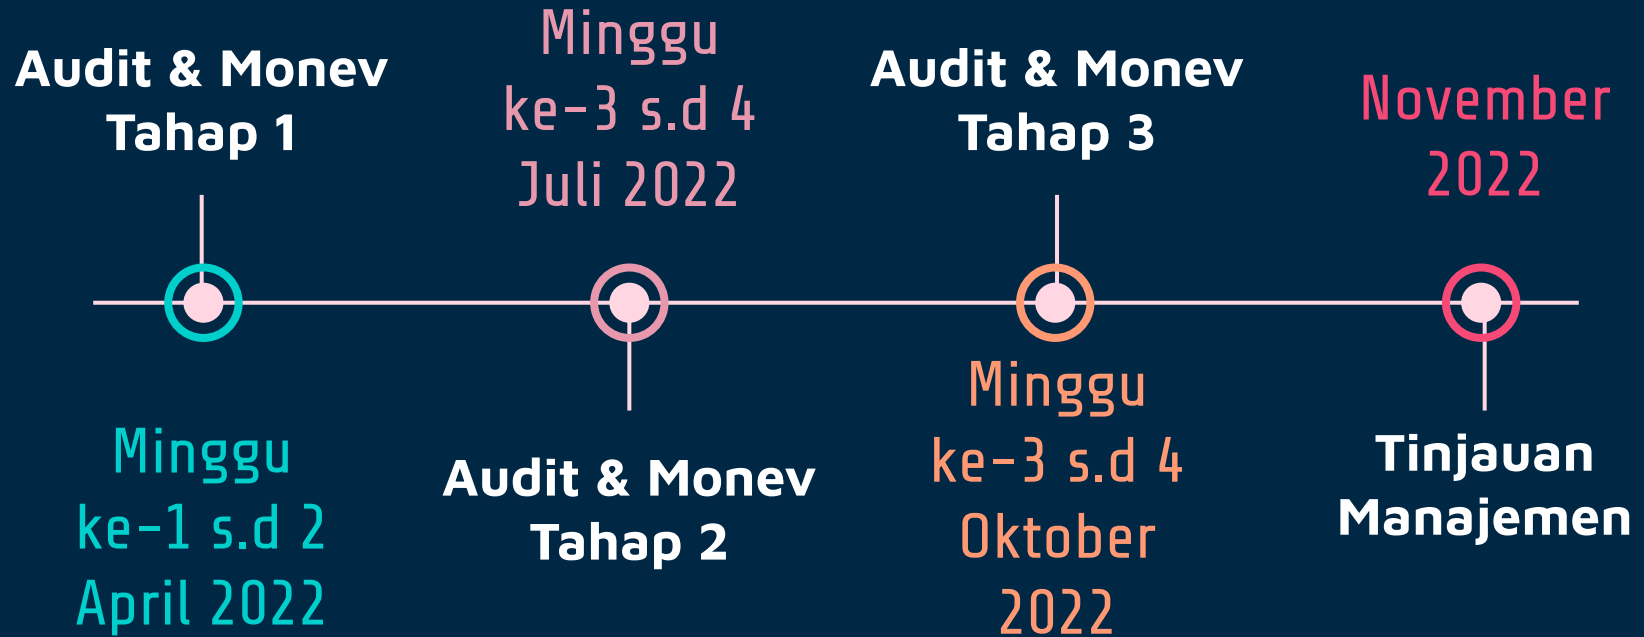 Audit & Monev
Tahap 1
Minggu
ke-1 s.d 2
April 2022
Minggu
ke-3 s.d 4
Juli 2022
Audit & Monev
Tahap 2
Audit & Monev
Tahap 3
Minggu
ke-3 s.d 4
Oktober
2022
November
2022
Tinjauan
Manajemen